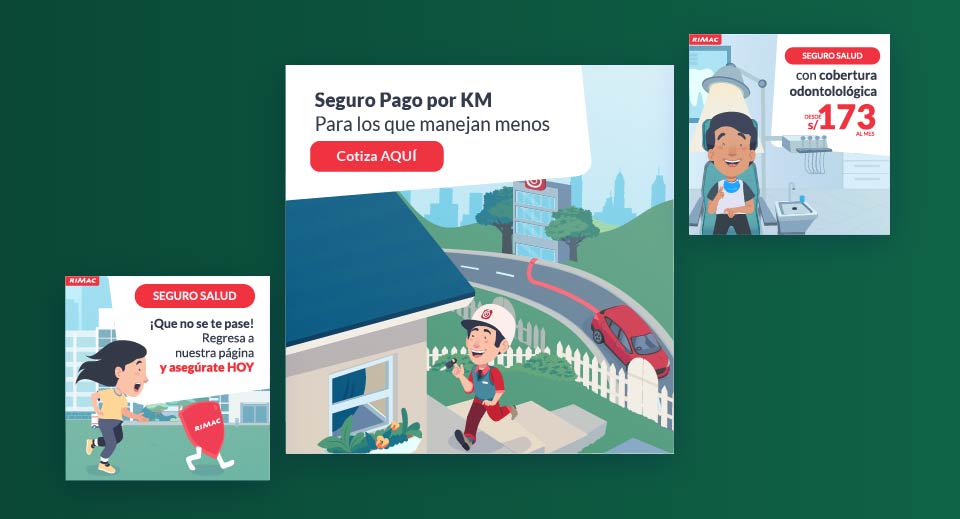 RIMAC
SEGURO SALUD
¡Que no se te pase!
Regresa a
nuestra página
y asegúrate HOY
RIMAC
Seguro Pago por KM
Para los que manejan menos
Cotiza AQUÍ
RIMAC
SEGURO SALUD
con cobertura
odontolológica
DESDE
S/173
AL MES